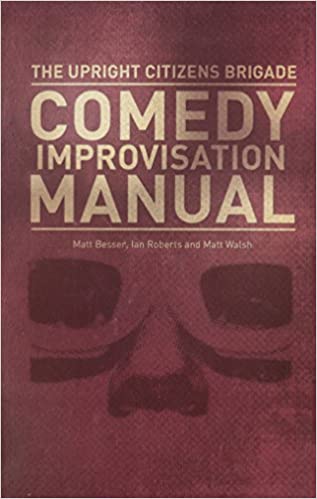 THE UPRIGHT CITIZENS BRIGADE
COMEDY
IMPROVISATION
MANUAL
Matt Besser, Ian Roberts and Matt Walsh